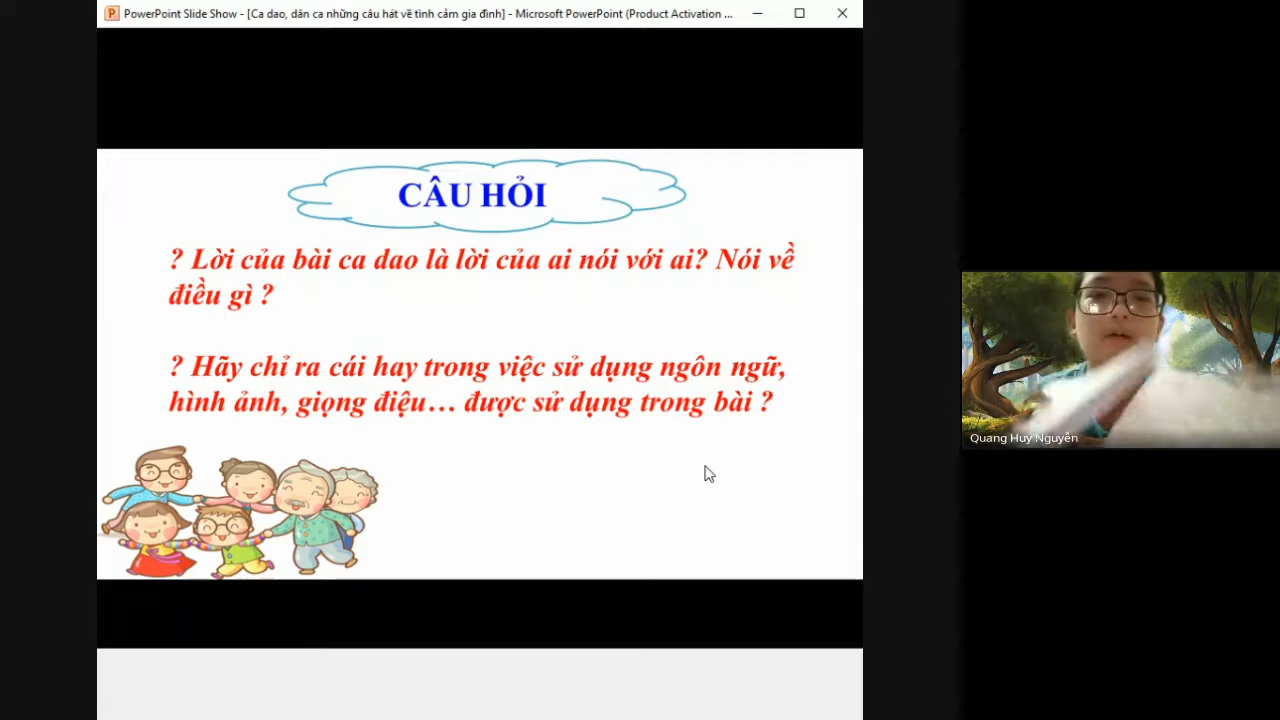 PowerPoint Slide Show - [Ca dao, dân ca những câu hát về tình cảm gia đình] - Microsoft PowerPoint (Product Activation ...
CÂU HỎI
? Lời của bài ca dao là lời của ai nói với ai? Nói về
điều gì ?
? Hãy chỉ ra cái hay trong việc sử dụng ngôn ngữ,
hình ảnh, giọng điệu… được sử dụng trong bài ?
Quang Huy Nguyễn